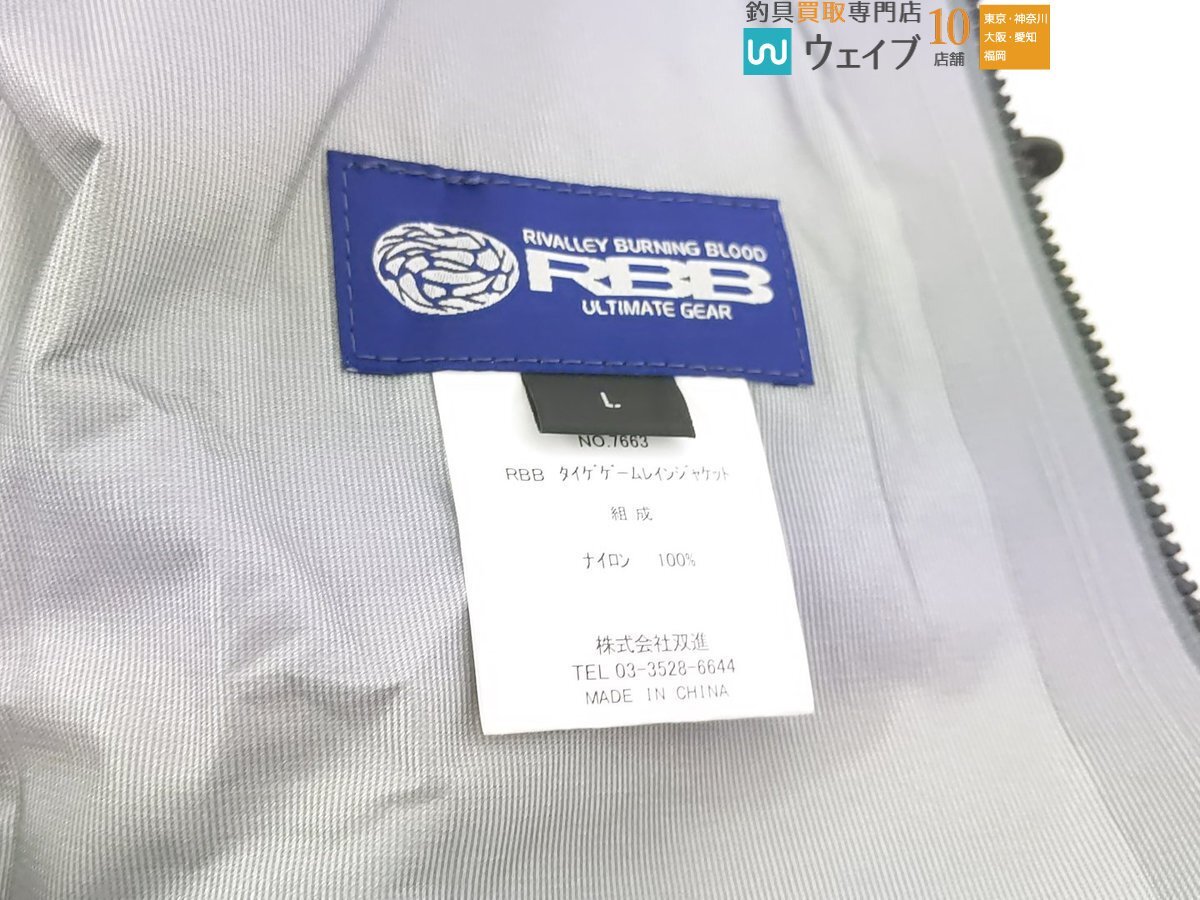 釣具買取専門店
ウェイブ
10
店舗
東京・神奈川
大阪・愛知
福岡
RIVALLEY BURNING BLOOD
RBB
ULTIMATE GEAR
L
NO.7663
RBB ﾀｲｹﾞｹﾞｰﾑﾚｲﾝｼﾞｬｹｯﾄ
組成
ﾅｲﾛﾝ 100%
株式会社双進
TEL 03-3528-6644
MADE IN CHINA